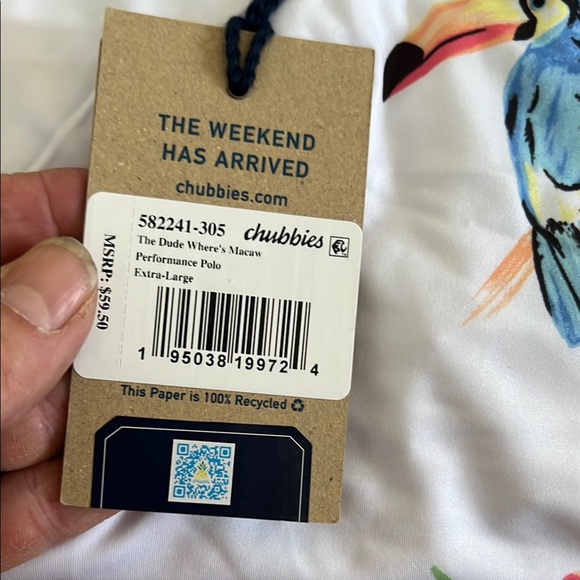 THE WEEKEND
HAS ARRIVED
chubbies.com
582241-305 chubbies
The Dude Where's Macaw
Performance Polo
Extra-Large
MSRP: $59.50
1 95038 19972 4
This Paper is 100% Recycled